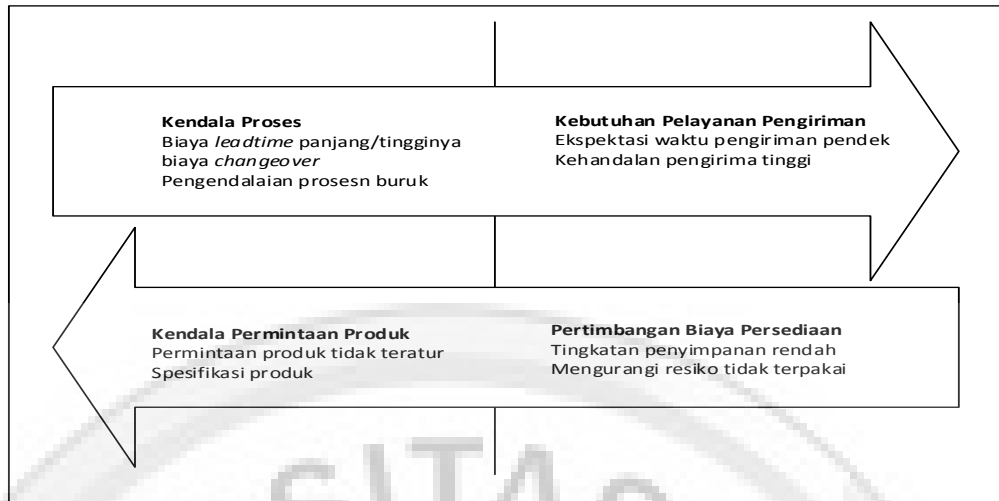 Kendala Proses
Biaya leadtime panjang/tingginya
biaya changeover
Pengendalaian prosesn buruk
Kebutuhan Pelayanan Pengiriman
Ekspektasi waktu pengiriman pendek
Kehandalan pengirima tinggi
Kendala Permintaan Produk
Permintaan produk tidak teratur
Spesifikasi produk
Pertimbangan Biaya Persediaan
Tingkatan penyimpanan rendah
Mengurangi resiko tidak terpakai
SITAS